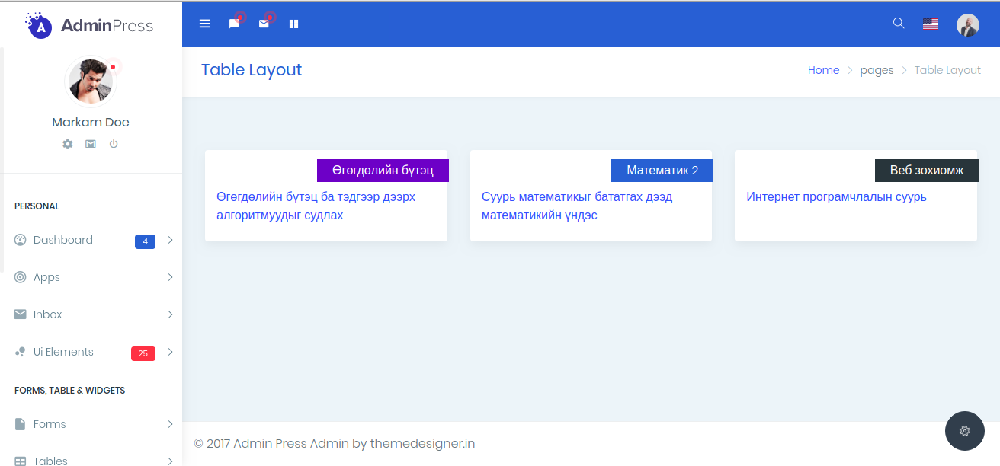 AdminPress
Markarn Doe
PERSONAL
Dashboard 4
Apps
Inbox
Ui Elements 25
FORMS, TABLE & WIDGETS
Forms
Tables
Table Layout
Home > pages > Table Layout
Өгөгдөлийн бүтэц
Өгөгдөлийн бүтэц ба тэдгээр дээрх
алгоритмуудыг судлах
Математик 2
Суурь математикыг бататгах дээд
математикийн үндэс
Веб зохиомж
Интернет програмчлалын суурь
© 2017 Admin Press Admin by themedesigner.in